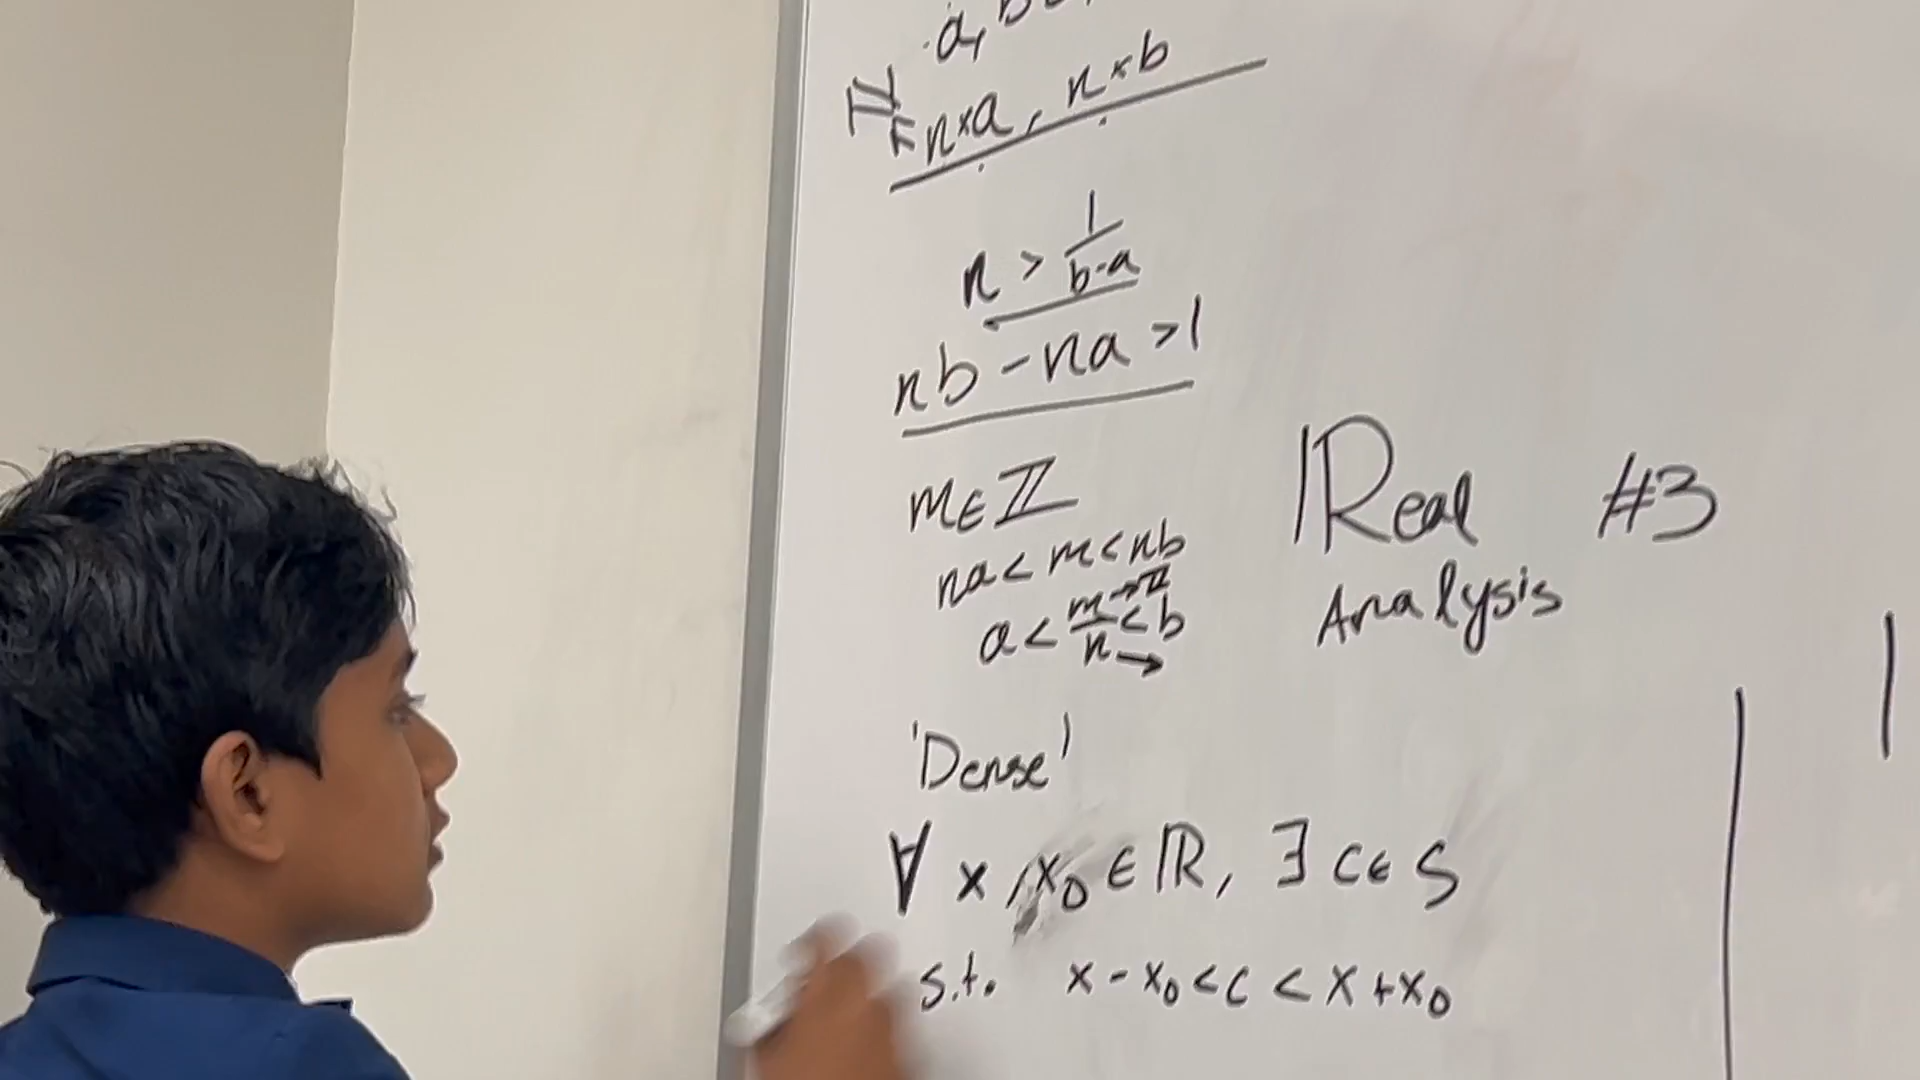 a, b
ℕ
∈ n×a, n×b
n > 1/(b-a)
nb - na > 1
m∈ℤ
na < m < nb
a < m→ℤ/n→ < b
ℝeal #3
Analysis
'Dense'
∀ x, x₀ ∈ ℝ, ∃ c∈ S
s.t. x - x₀ < c < x + x₀